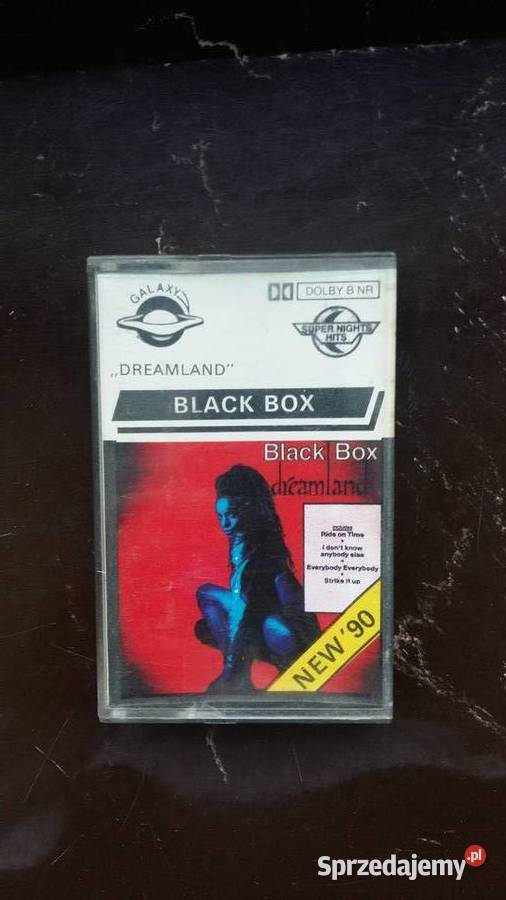 GALAXY
DOLBY B NR
SUPER NIGHTS
HITS
„DREAMLAND”
BLACK BOX
Black Box
dreamland
includes
Ride on Time
•
I don't know
anybody else
•
Everybody Everybody
•
Strike it up
NEW '90
Sprzedajemy.pl